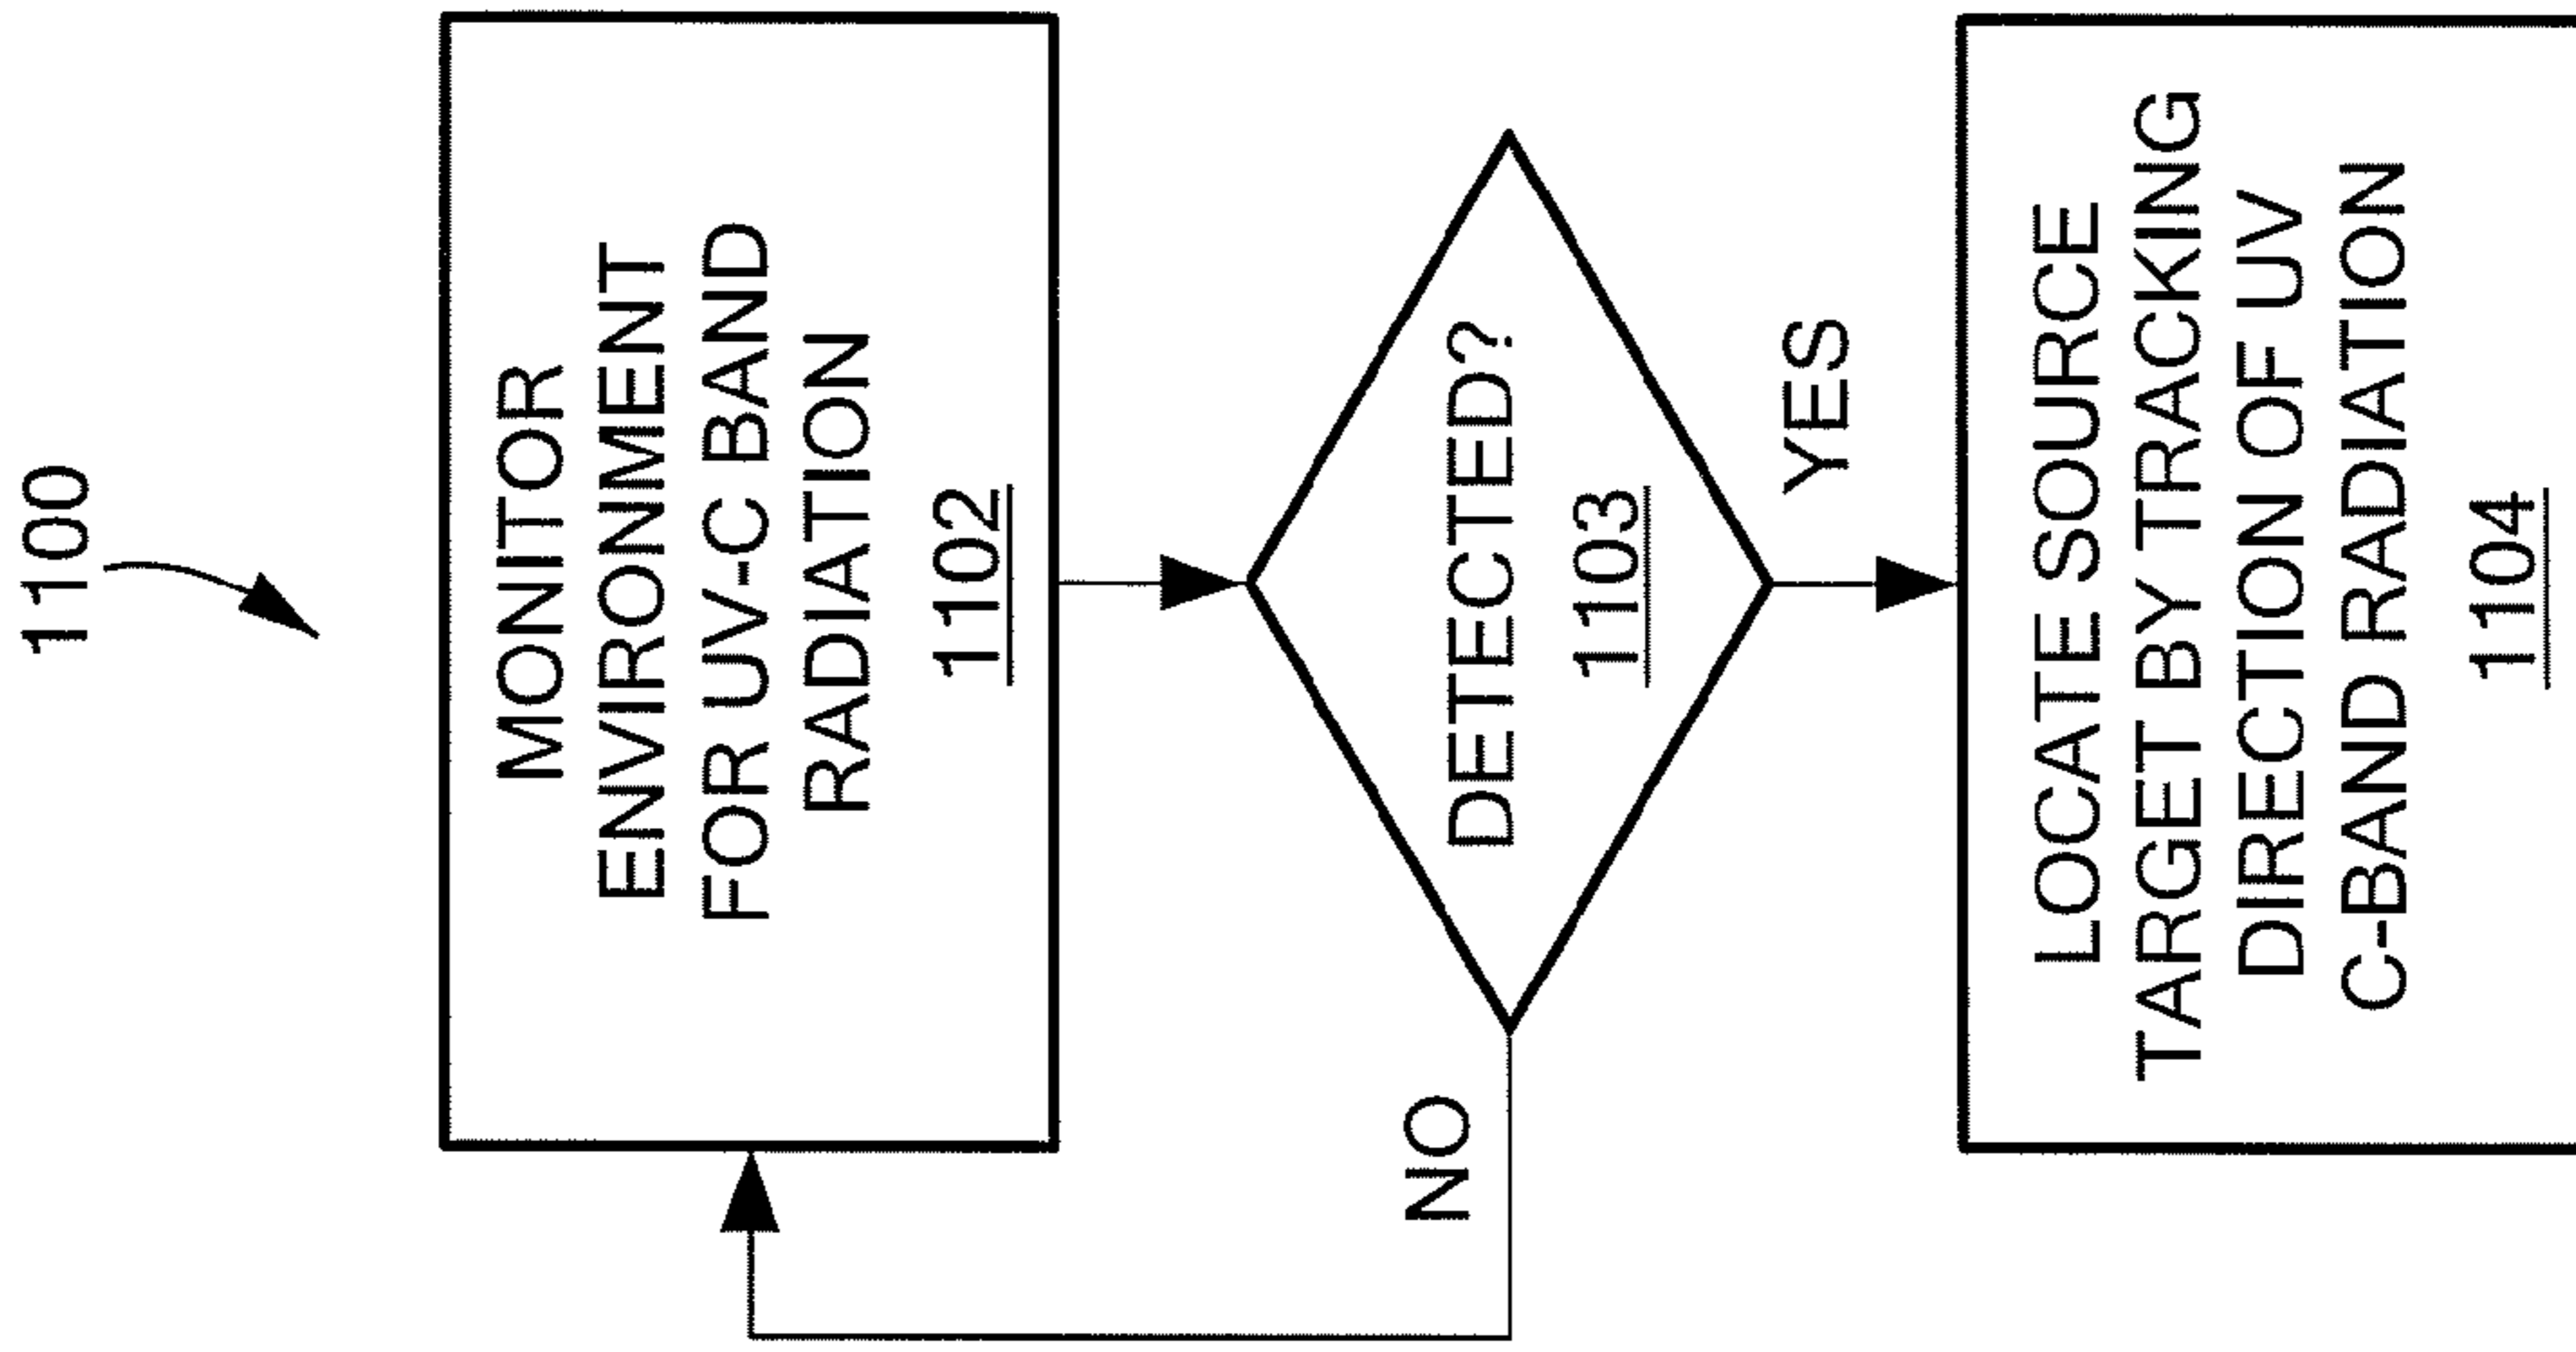 1100
MONITOR
ENVIRONMENT
FOR UV-C BAND
RADIATION
1102
DETECTED?
1103
NO
YES
LOCATE SOURCE
TARGET BY TRACKING
DIRECTION OF UV
C-BAND RADIATION
1104